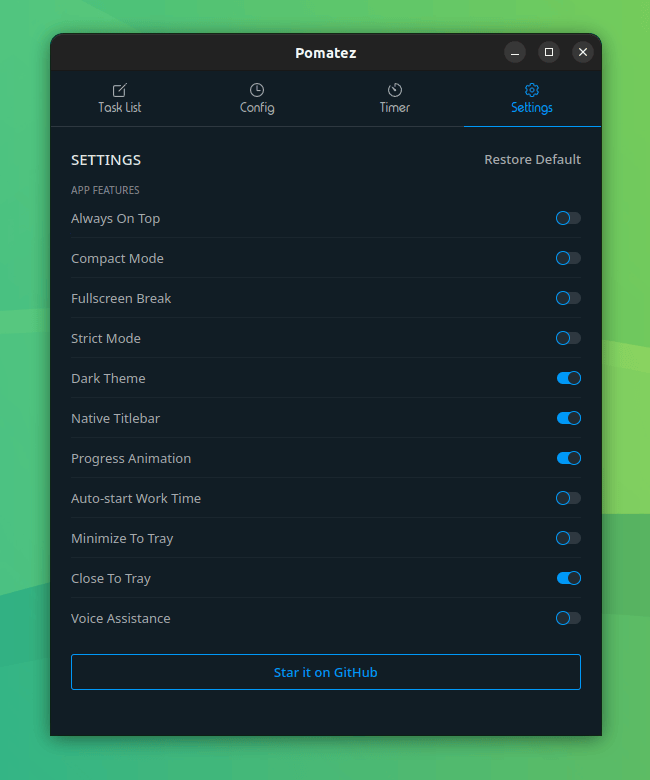 Pomatez
Task List
Config
Timer
Settings
SETTINGS
Restore Default
APP FEATURES
Always On Top
Compact Mode
Fullscreen Break
Strict Mode
Dark Theme
Native Titlebar
Progress Animation
Auto-start Work Time
Minimize To Tray
Close To Tray
Voice Assistance
Star it on GitHub